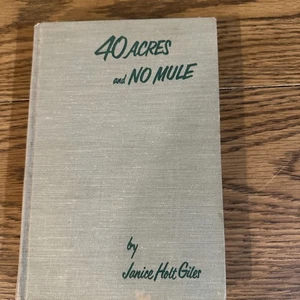 40 ACRES
and NO MULE
by
Janice Holt Giles